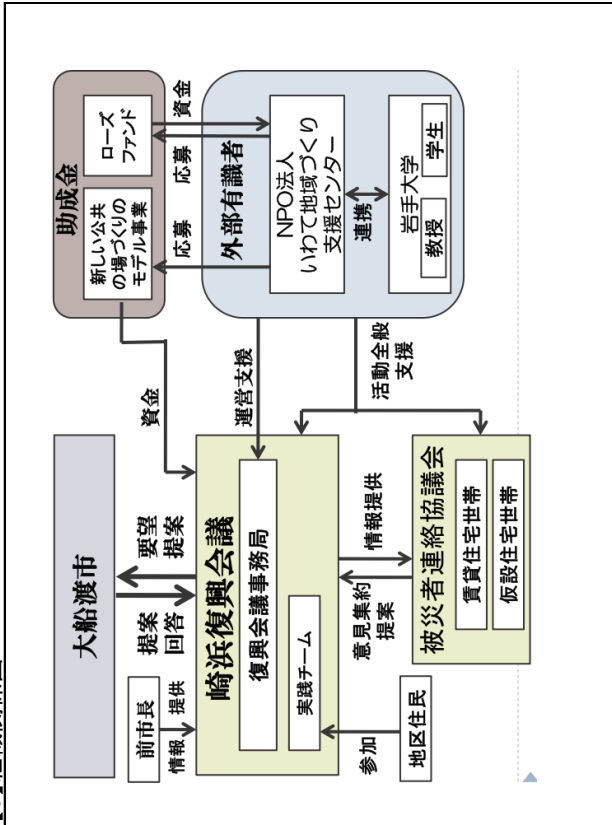 大船渡市
助成金
新しい公共
の場づくりの
モデル事業
ローズ
ファンド
資金
要望
提案
提案
回答
応募
応募
資金
前市長
情報
提供
崎浜復興会議
復興会議事務局
実践チーム
運営支援
外部有識者
NPO法人
いわて地域づくり
支援センター
連携
岩手大学
教授
学生
活動全般
支援
参加
地区住民
意見集約
提案
情報提供
被災者連絡協議会
賃貸住宅世帯
仮設住宅世帯